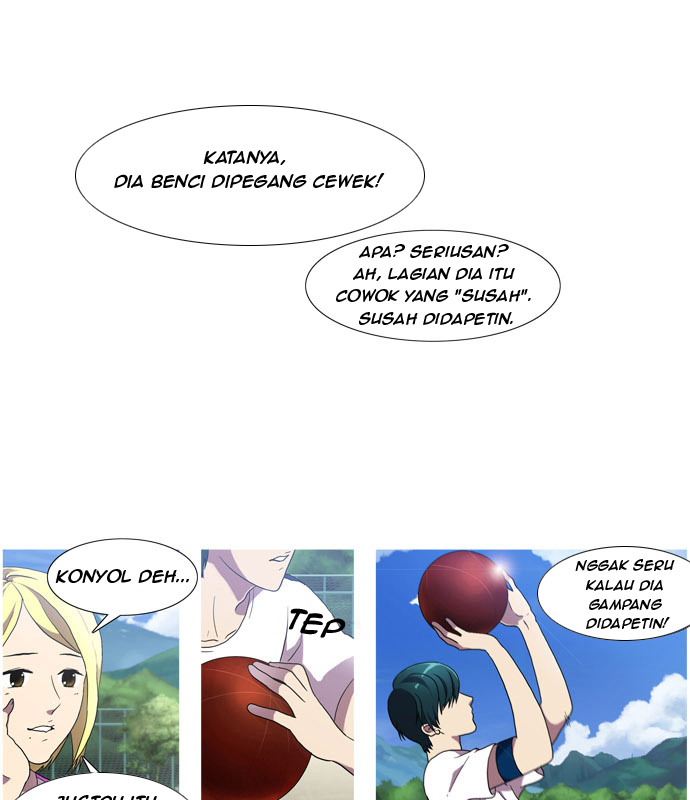 KATANYA,
DIA BENCI DIPEGANG CEWEK!
APA? SERIUSAN?
AH, LAGIAN DIA ITU
COWOK YANG "SUSAH".
SUSAH DIDAPETIN.
KONYOL DEH...
TEP
NGGAK SERU
KALAU DIA
GAMPANG
DIDAPETIN!